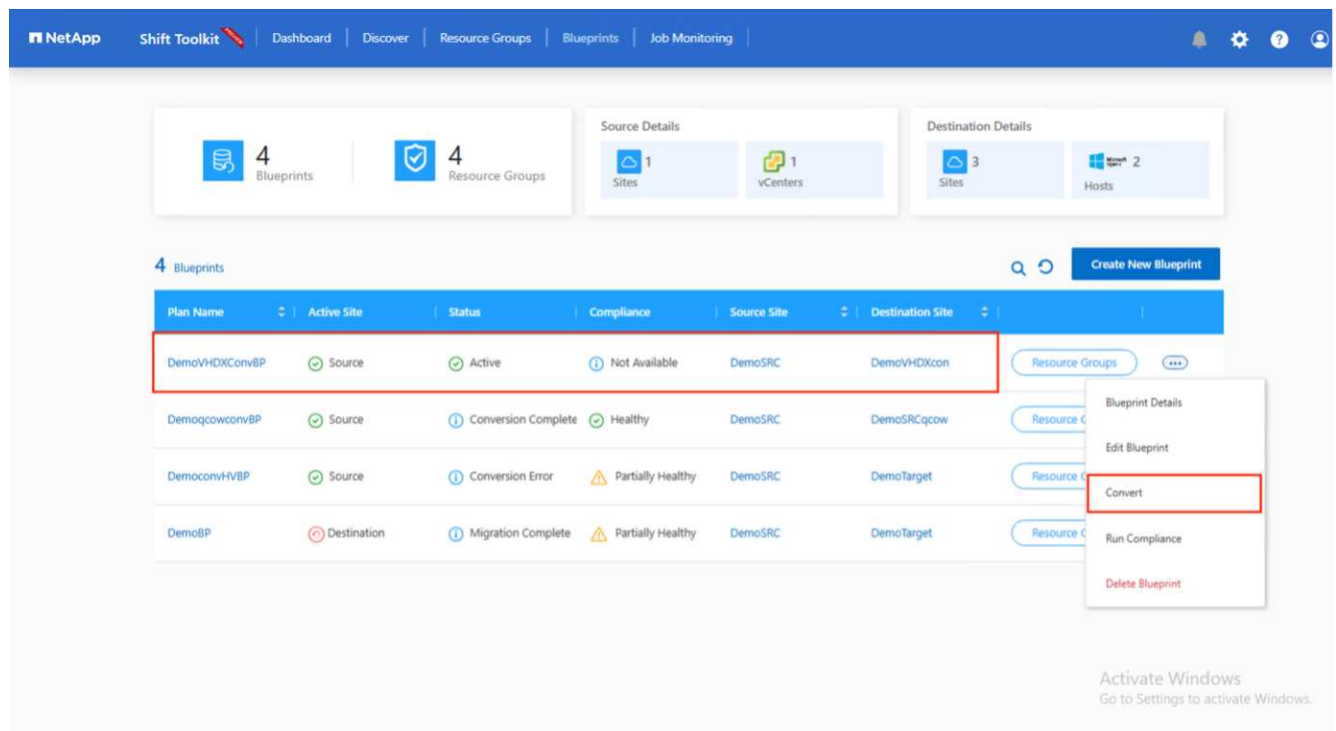 NetApp Shift Toolkit Dashboard Discover Resource Groups Blueprints Job Monitoring
4 Blueprints
4 Resource Groups
Source Details
1 Sites
1 vCenters
Destination Details
3 Sites
2 Hosts
4 Blueprints
Create New Blueprint
Plan Name Active Site Status Compliance Source Site Destination Site
DemoVHDXConvBP Source Active Not Available DemoSRC DemoVHDXcon Resource Groups
DemoqcowconvBP Source Conversion Complete Healthy DemoSRC DemoSRCqcow Resource
DemoconvHVBP Source Conversion Error Partially Healthy DemoSRC DemoTarget Resource
DemoBP Destination Migration Complete Partially Healthy DemoSRC DemoTarget Resource
Blueprint Details
Edit Blueprint
Convert
Run Compliance
Delete Blueprint
Activate Windows
Go to Settings to activate Windows.